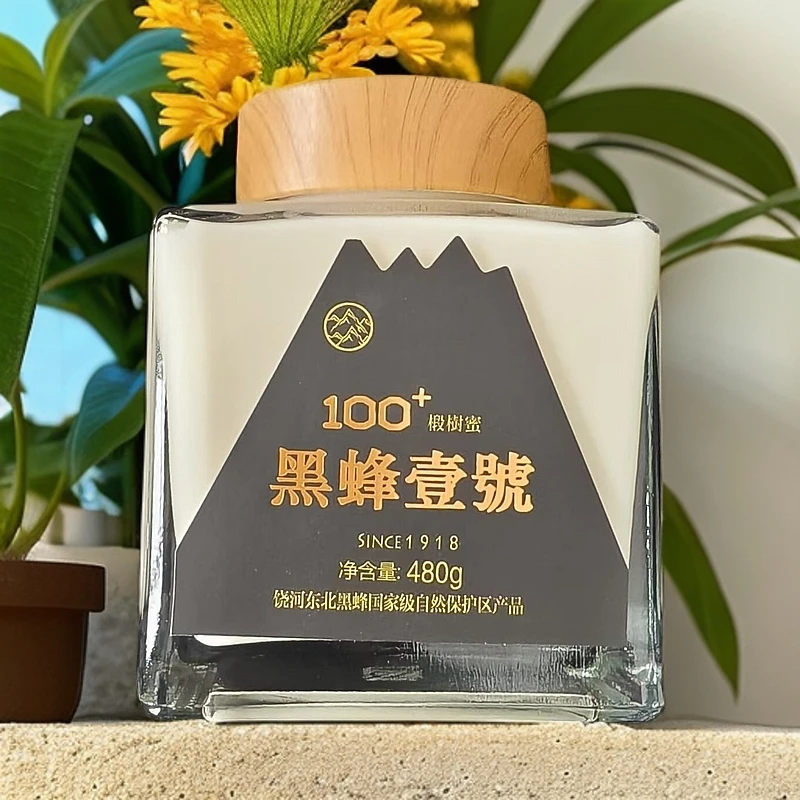 100+ 椴樹蜜
黑蜂壹號
SINCE1918
净含量: 480g
饶河东北黑蜂国家级自然保护区产品